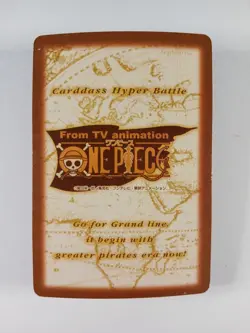 Carddass Hyper Battle
From TV animation
ワンピース
ONE PIECE
Go for Grand line.
it begin with
greater pirates era now!